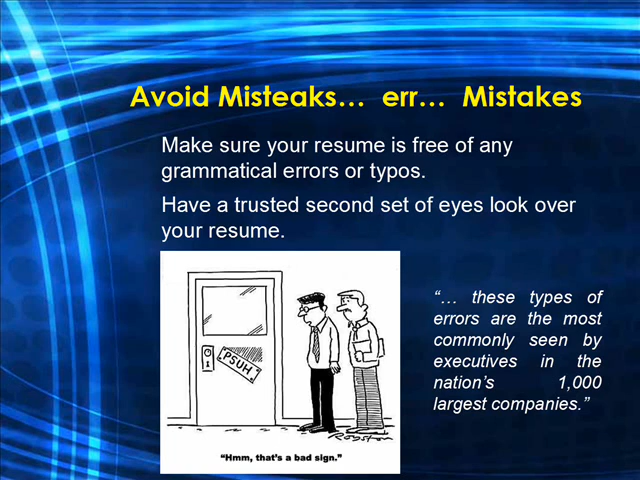 Avoid Misteaks… err… Mistakes
Make sure your resume is free of any
grammatical errors or typos.
Have a trusted second set of eyes look over
your resume.
PSUH
Royston
"Hmm, that's a bad sign."
“… these types of
errors are the most
commonly seen by
executives in the
nation’s 1,000
largest companies.”